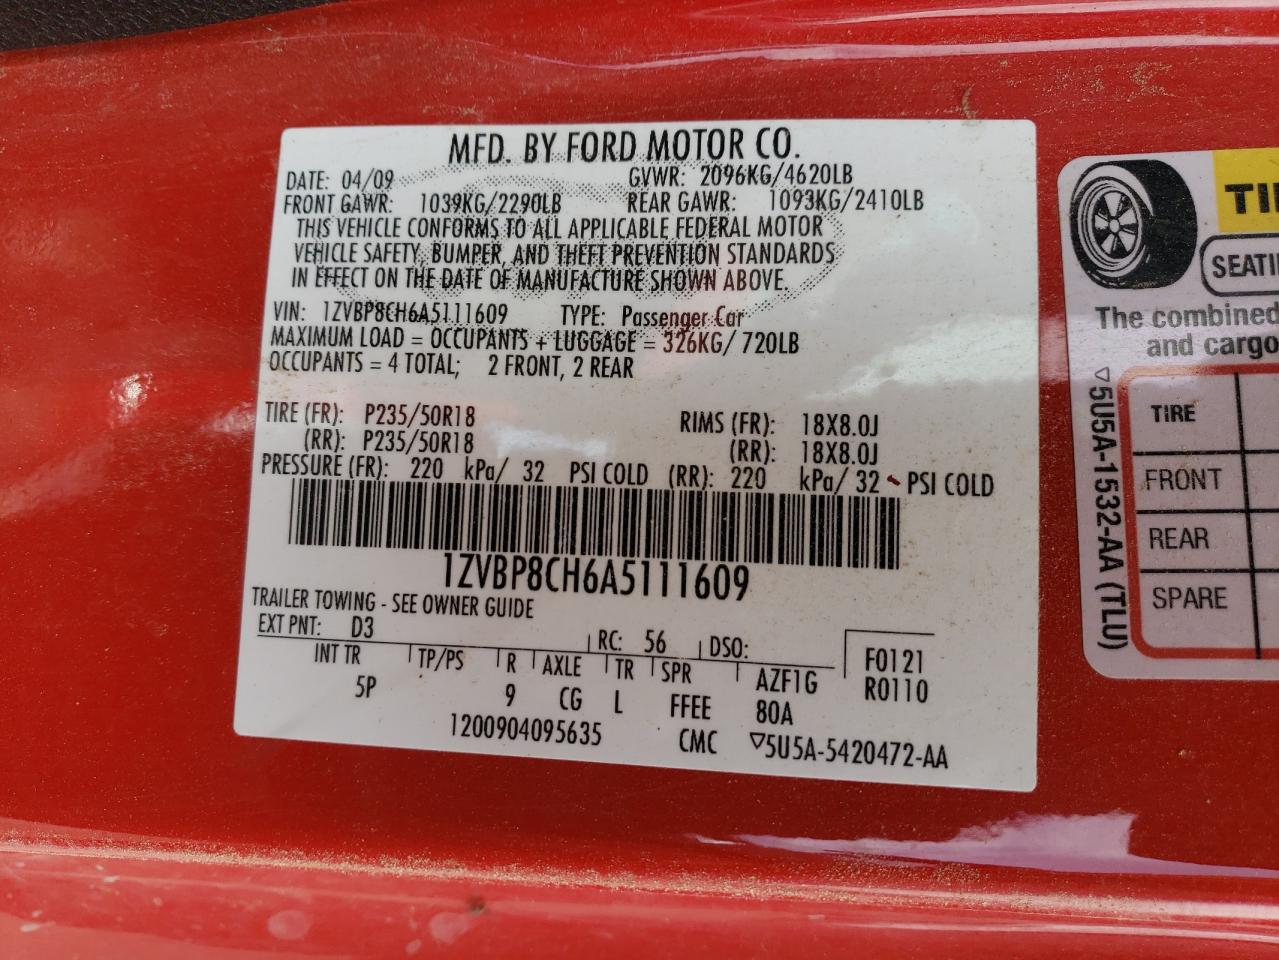 MFD. BY FORD MOTOR CO.
DATE: 04/09 GVWR: 2096KG/4620LB
FRONT GAWR: 1039KG/2290LB REAR GAWR: 1093KG/2410LB
THIS VEHICLE CONFORMS TO ALL APPLICABLE FEDERAL MOTOR
VEHICLE SAFETY, BUMPER, AND THEFT PREVENTION STANDARDS
IN EFFECT ON THE DATE OF MANUFACTURE SHOWN ABOVE.
VIN: 1ZVBP8CH6A5111609 TYPE: Passenger Car
MAXIMUM LOAD = OCCUPANTS + LUGGAGE = 326KG/ 720LB
OCCUPANTS = 4 TOTAL; 2 FRONT, 2 REAR
TIRE (FR): P235/50R18 RIMS (FR): 18X8.0J
(RR): P235/50R18 (RR): 18X8.0J
PRESSURE (FR): 220 kPa/ 32 PSI COLD (RR): 220 kPa/ 32 PSI COLD
1ZVBP8CH6A5111609
TRAILER TOWING - SEE OWNER GUIDE
EXT PNT: D3 RC: 56 DSO: F0121
INT TR TP/PS R AXLE TR SPR AZF1G R0110
5P 9 CG L FFEE 80A
1200904095635 CMC ▽5U5A-5420472-AA
TI
SEATI
The combined
and cargo
TIRE
FRONT
REAR
SPARE
▽5U5A-1532-AA (TLU)